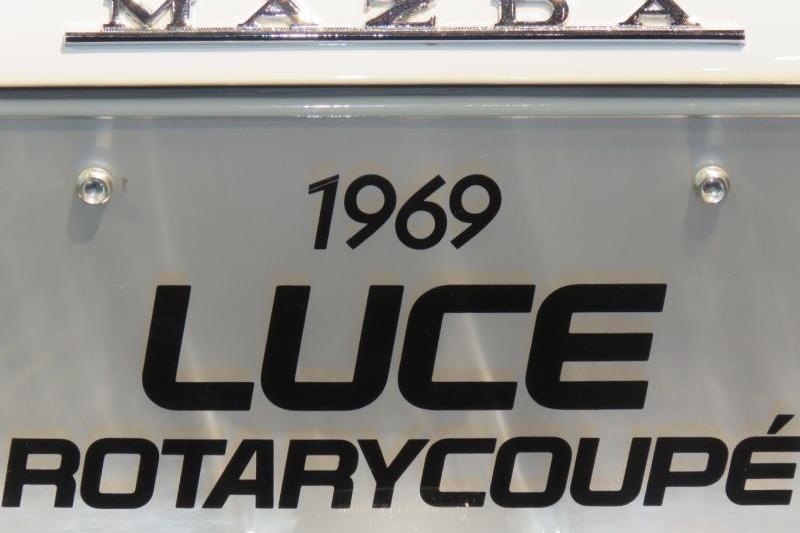 MAZDA
1969
LUCE
ROTARYCOUPÉ